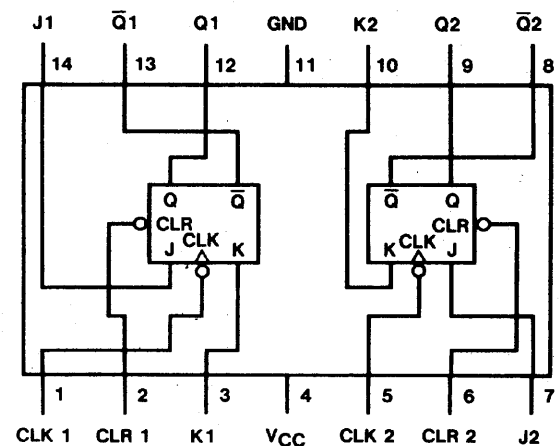 J1 Q̅1 Q1 GND K2 Q2 Q̅2
14 13 12 11 10 9 8
Q Q̅ Q̅ Q
CLR CLR
CLK CLK
J K K J
1 2 3 4 5 6 7
CLK 1 CLR 1 K1 VCC CLK 2 CLR 2 J2